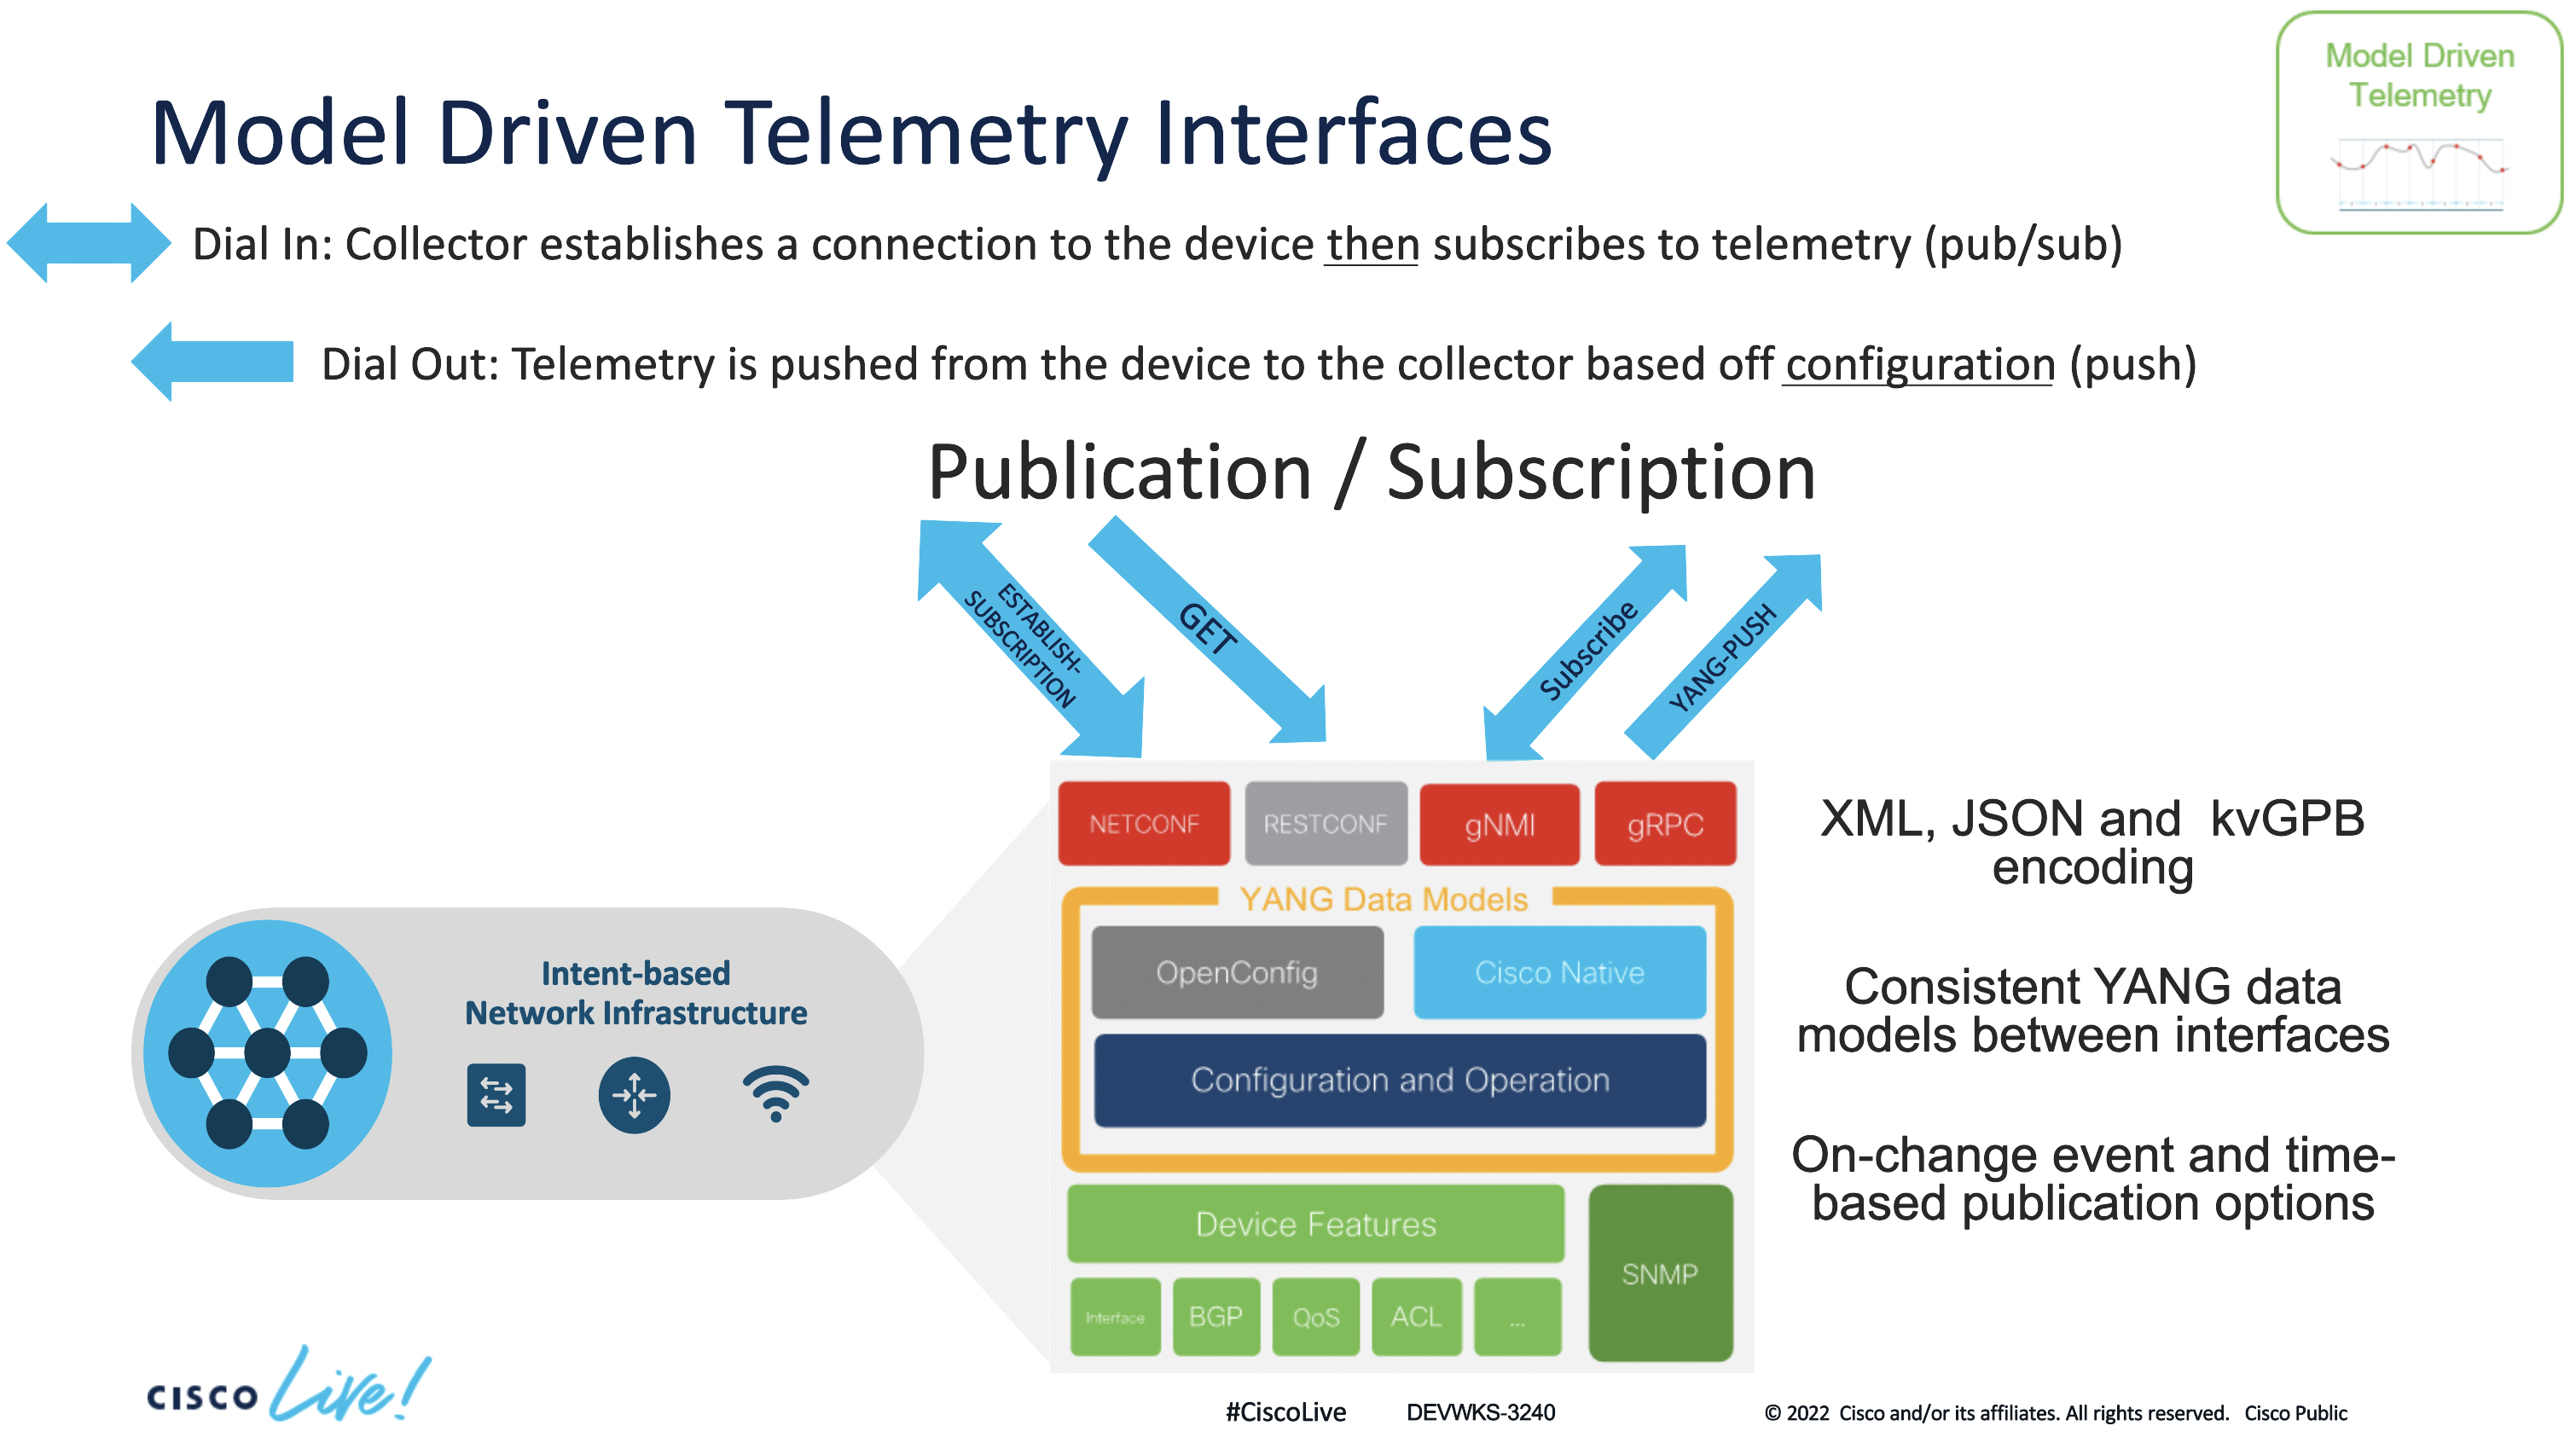 Model Driven
Telemetry
Model Driven Telemetry Interfaces
Dial In: Collector establishes a connection to the device then subscribes to telemetry (pub/sub)
Dial Out: Telemetry is pushed from the device to the collector based off configuration (push)
Publication / Subscription
ESTABLISH-
SUBSCRIPTION
GET
Subscribe
YANG-PUSH
NETCONF
RESTCONF
gNMI
gRPC
YANG Data Models
OpenConfig
Cisco Native
Configuration and Operation
Device Features
Interface
BGP
QoS
ACL
...
SNMP
Intent-based
Network Infrastructure
XML, JSON and  kvGPB
encoding
Consistent YANG data
models between interfaces
On-change event and time-
based publication options
CISCO Live!
#CiscoLive
DEVWKS-3240
© 2022  Cisco and/or its affiliates. All rights reserved.   Cisco Public